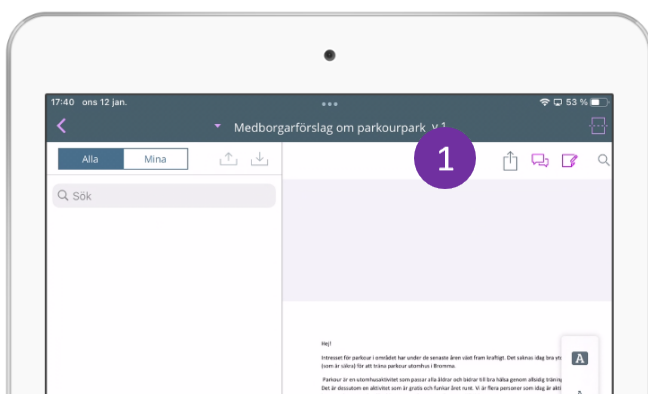 17:40 ons 12 jan.
53 %
Medborgarförslag om parkourpark v 1
1
Alla Mina
Sök
Hej!
Intresset för parkour i området har under de senaste åren växt fram kraftigt. Det saknas idag bra
(som är säkra) för att träna parkour utomhus i Bromma.
Parkour är en utomhusaktivitet som passar alla åldrar och bidrar till bra hälsa genom allsidig träning
Det är dessutom en aktivitet som är gratis och funkar året runt. Vi är flera personer som idag är
A